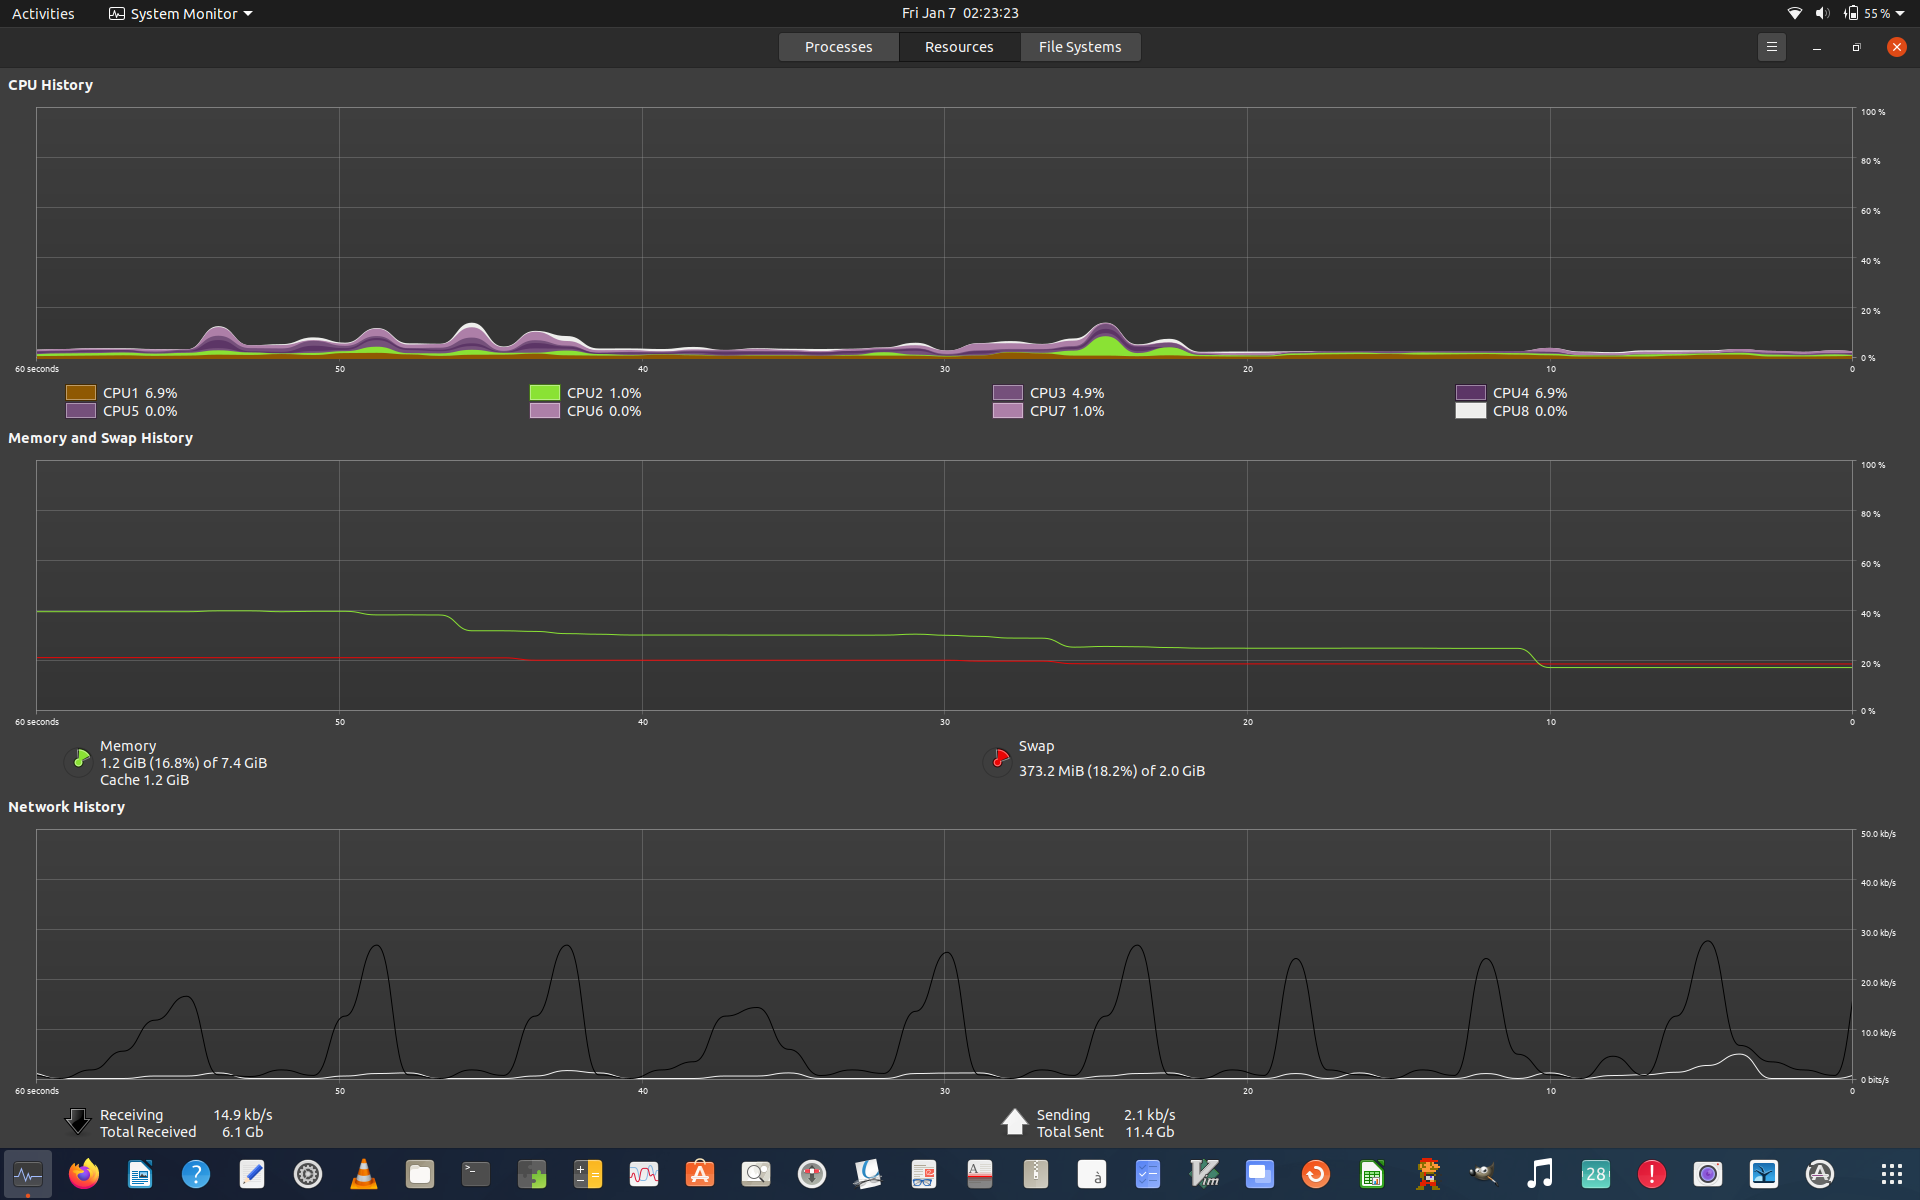 Activities System Monitor Fri Jan 7 02:23:23 55 %
Processes Resources File Systems
CPU History
100 %
80 %
60 %
40 %
20 %
0 %
60 seconds 50 40 30 20 10 0
CPU1 6.9% CPU2 1.0% CPU3 4.9% CPU4 6.9%
CPU5 0.0% CPU6 0.0% CPU7 1.0% CPU8 0.0%
Memory and Swap History
100 %
80 %
60 %
40 %
20 %
0 %
60 seconds 50 40 30 20 10 0
Memory Swap
1.2 GiB (16.8%) of 7.4 GiB 373.2 MiB (18.2%) of 2.0 GiB
Cache 1.2 GiB
Network History
50.0 kb/s
40.0 kb/s
30.0 kb/s
20.0 kb/s
10.0 kb/s
0 bits/s
60 seconds 50 40 30 20 10 0
Receiving 14.9 kb/s Sending 2.1 kb/s
Total Received 6.1 Gb Total Sent 11.4 Gb
? >_ A à Vim 28 !